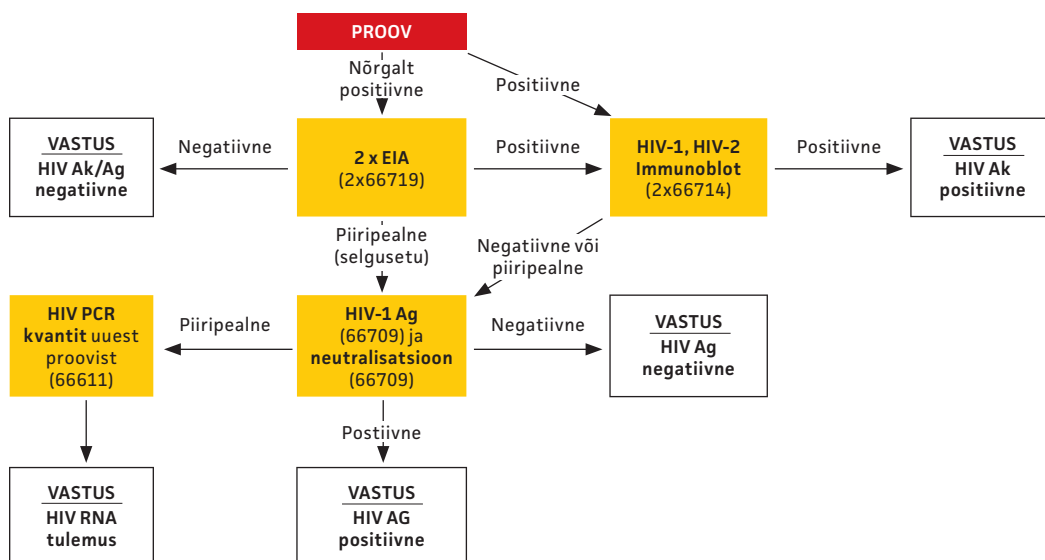 PROOV
Nõrgalt
positiivne
Positiivne
VASTUS
HIV Ak/Ag
negatiivne
Negatiivne
2 x EIA
(2x66719)
Positiivne
HIV-1, HIV-2
Immunoblot
(2x66714)
Positiivne
VASTUS
HIV Ak
positiivne
Piiripealne
(selgusetu)
Negatiivne või
piiripealne
HIV PCR
kvantit uuest
proovist
(66611)
Piiripealne
HIV-1 Ag
(66709) ja
neutralisatsioon
(66709)
Negatiivne
VASTUS
HIV Ag
negatiivne
Postiivne
VASTUS
HIV RNA
tulemus
VASTUS
HIV AG
positiivne